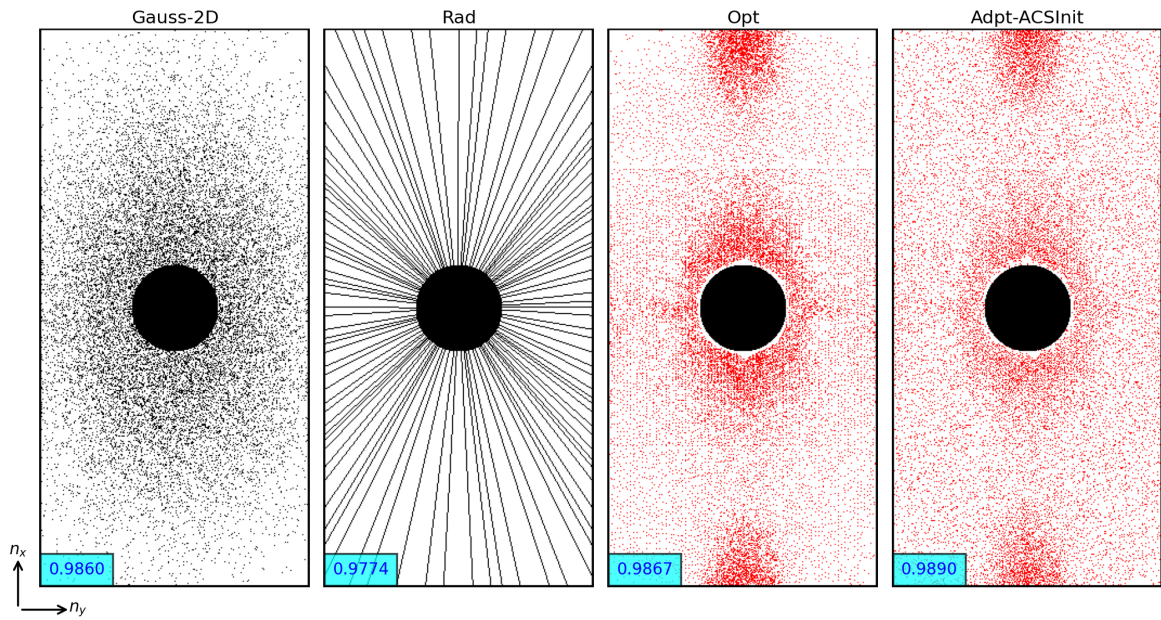 Gauss-2D
Rad
Opt
Adpt-ACSInit
0.9860
0.9774
0.9867
0.9890
n_x
n_y